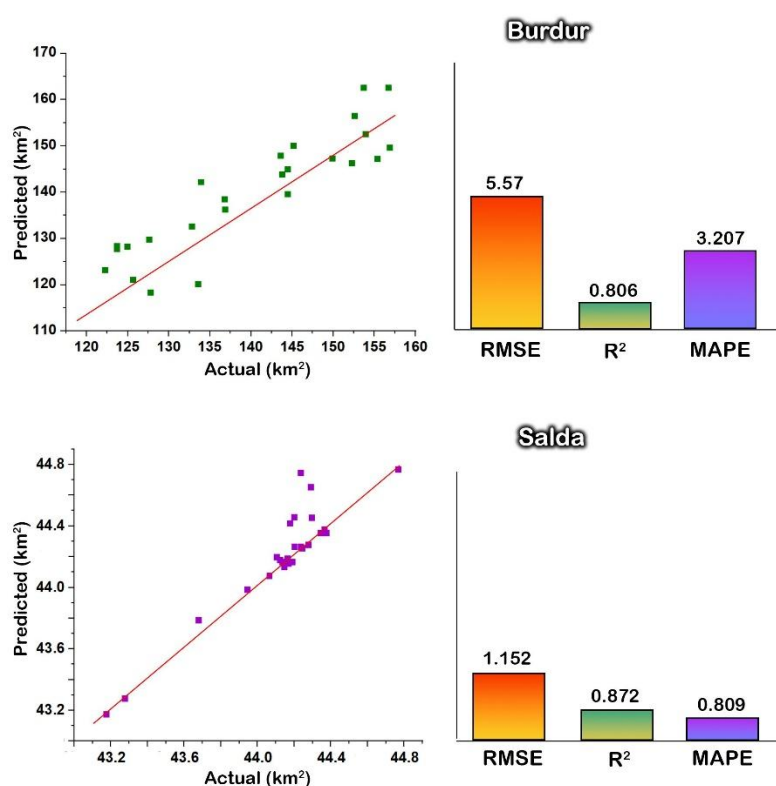 Burdur
170
160
150
140
130
120
110
Predicted (km²)
120 125 130 135 140 145 150 155 160
Actual (km²)
5.57
0.806
3.207
RMSE R² MAPE
Salda
44.8
44.4
44.0
43.6
43.2
Predicted (km²)
43.2 43.6 44.0 44.4 44.8
Actual (km²)
1.152
0.872
0.809
RMSE R² MAPE